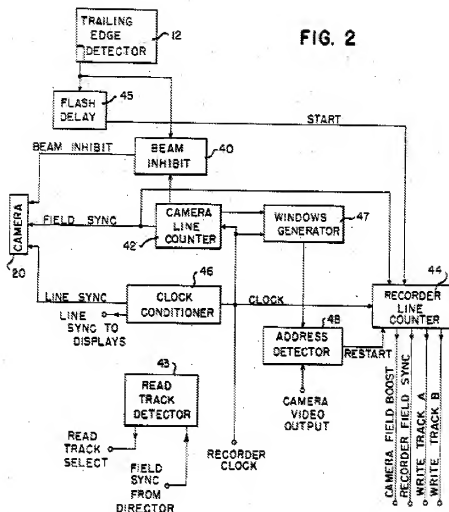 FIG. 2
TRAILING
EDGE
DETECTOR
12
FLASH
DELAY
45
START
BEAM INHIBIT
BEAM
INHIBIT
40
CAMERA
20
FIELD SYNC
CAMERA
LINE
COUNTER
42
WINDOWS
GENERATOR
47
46
LINE SYNC
CLOCK
CONDITIONER
CLOCK
44
RECORDER
LINE
COUNTER
LINE
SYNC TO
DISPLAYS
48
ADDRESS
DETECTOR
RESTART
43
READ
TRACK
DETECTOR
CAMERA
VIDEO
OUTPUT
READ
TRACK
SELECT
FIELD
SYNC
FROM
DIRECTOR
RECORDER
CLOCK
CAMERA FIELD BOOST
RECORDER FIELD SYNC
WRITE TRACK A
WRITE TRACK B